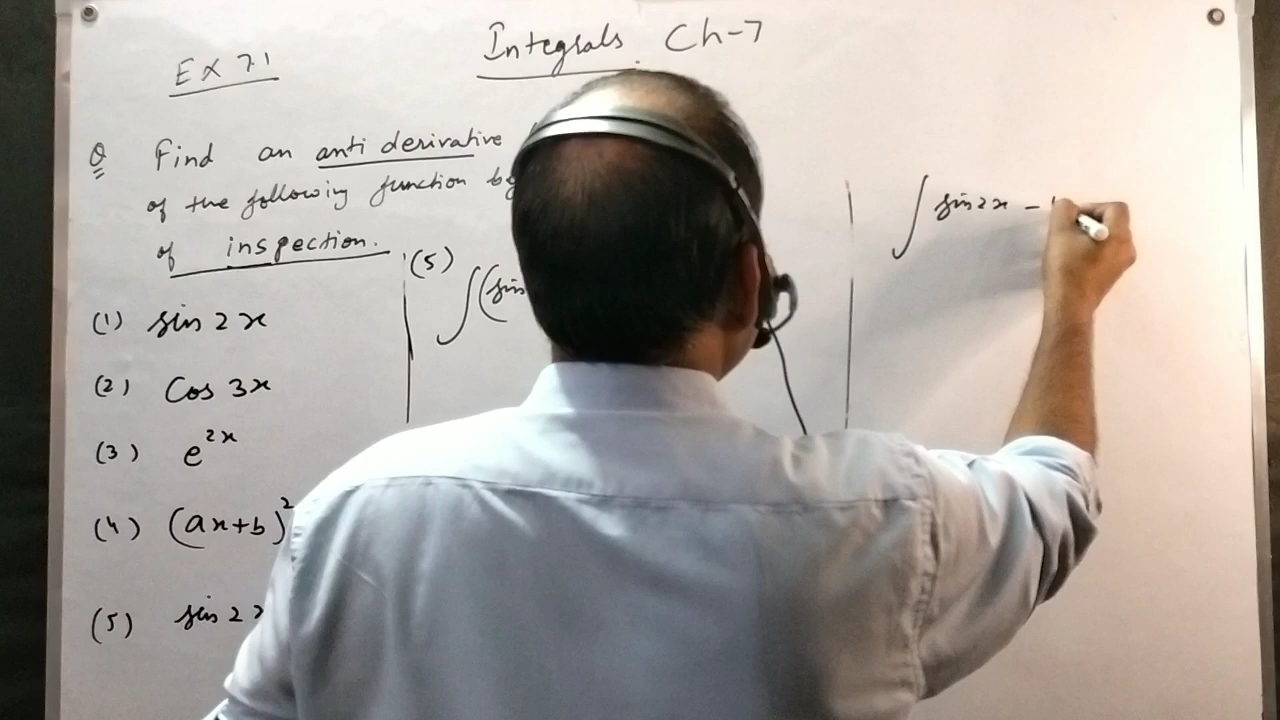 Integrals Ch-7
EX 7.1
Q Find an anti derivative
of the following function by
of inspection.
(1) sin 2x
(2) Cos 3x
(3) e^2x
(4) (ax+b)^2
(5) sin 2
(5)
∫(sin
∫ sin 2x -